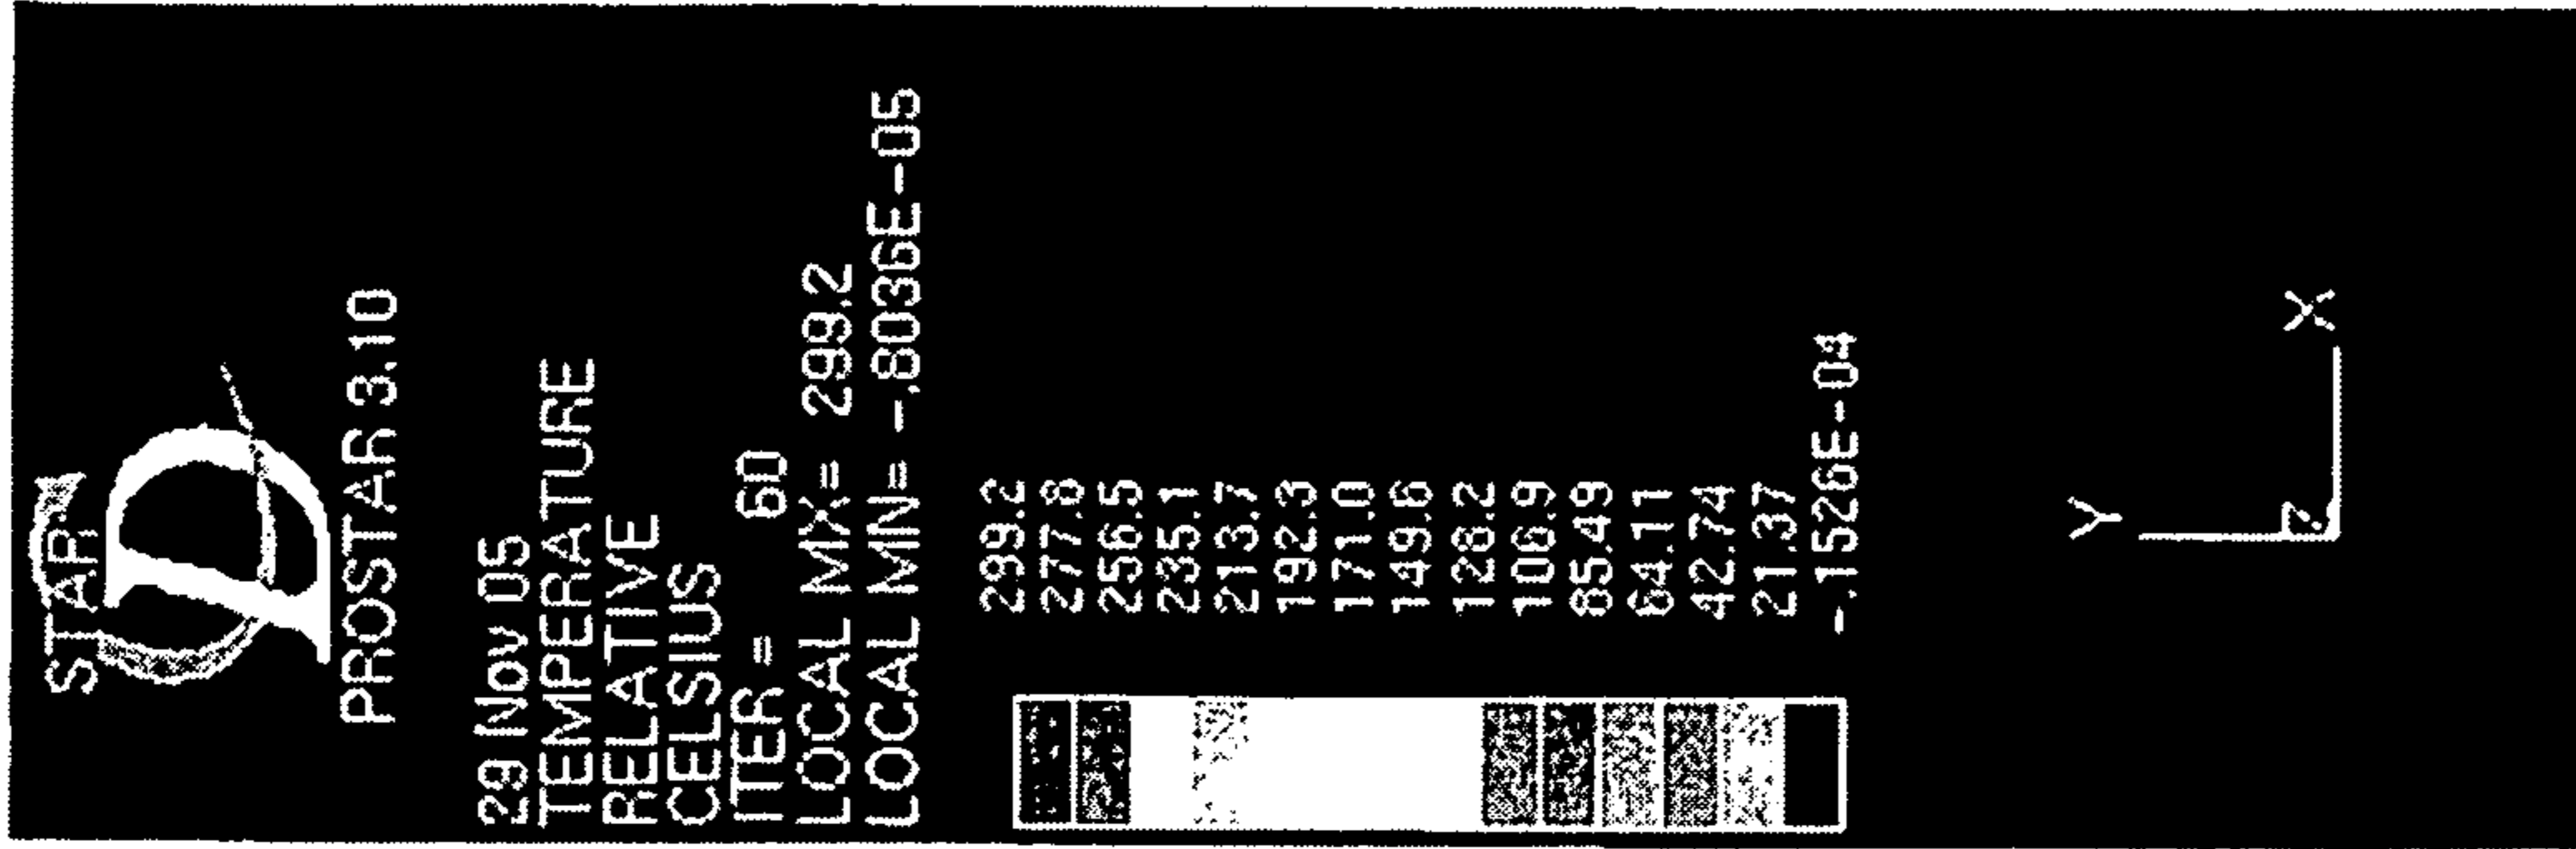 STAR
CD
PROSTAR 3.10
29 Nov 05
TEMPERATURE
RELATIVE
CELSIUS
ITER = 60
LOCAL MX= 299.2
LOCAL MN= -.8036E-05
299.2
277.8
256.5
235.1
213.7
192.3
171.0
149.6
128.2
106.9
85.49
64.11
42.74
21.37
-.1526E-04
Y
Z X